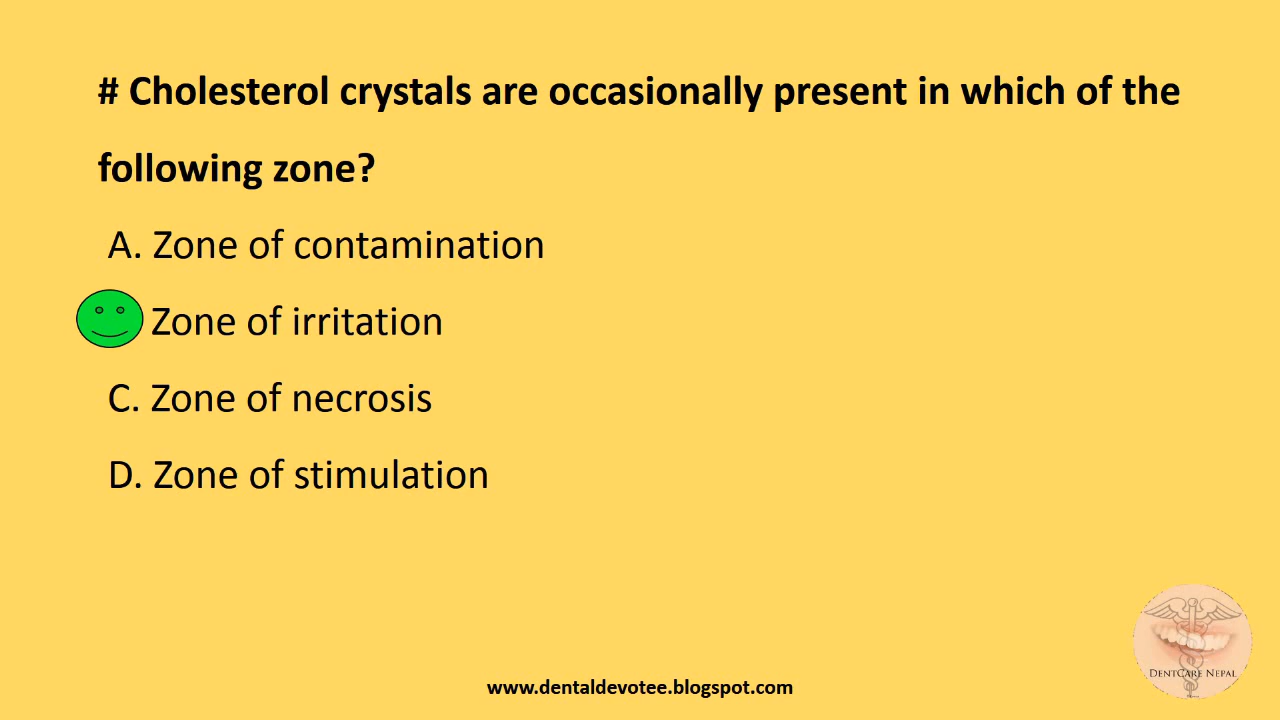 # Cholesterol crystals are occasionally present in which of the
following zone?
A. Zone of contamination
Zone of irritation
C. Zone of necrosis
D. Zone of stimulation
DENTCARE NEPAL
www.dentaldevotee.blogspot.com